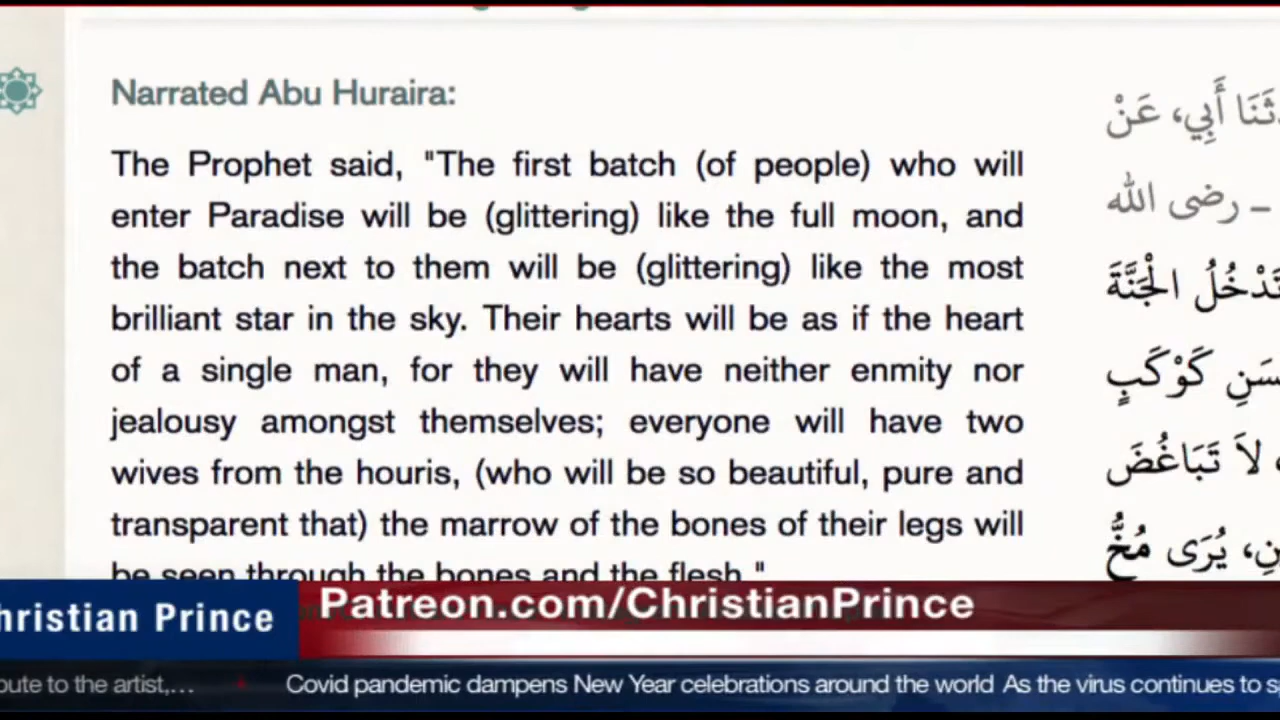 Narrated Abu Huraira:
The Prophet said, "The first batch (of people) who will
enter Paradise will be (glittering) like the full moon, and
the batch next to them will be (glittering) like the most
brilliant star in the sky. Their hearts will be as if the heart
of a single man, for they will have neither enmity nor
jealousy amongst themselves; everyone will have two
wives from the houris, (who will be so beautiful, pure and
transparent that) the marrow of the bones of their legs will
be seen through the bones and the flesh."
أَبِي، عَنْ
ـ رضى الله
تَدْخُلُ الْجَنَّةَ
كَوْكَبٍ
لاَ تَبَاغُضَ
يُرَى مُخُّ
hristian Prince
Patreon.com/ChristianPrince
oute to the artist,...
Covid pandemic dampens New Year celebrations around the world As the virus continues to s